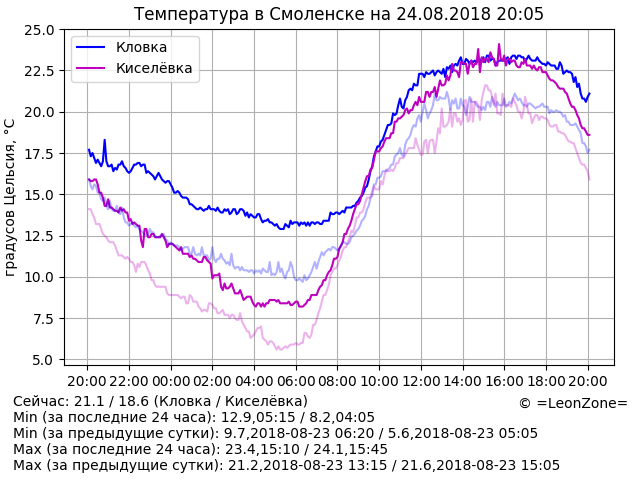 Температура в Смоленске на 24.08.2018 20:05
градусов Цельсия, °C
25.0
22.5
20.0
17.5
15.0
12.5
10.0
7.5
5.0
Кловка
Киселёвка
20:00 22:00 00:00 02:00 04:00 06:00 08:00 10:00 12:00 14:00 16:00 18:00 20:00
Сейчас: 21.1 / 18.6 (Кловка / Киселёвка)
© =LeonZone=
Min (за последние 24 часа): 12.9,05:15 / 8.2,04:05
Min (за предыдущие сутки): 9.7,2018-08-23 06:20 / 5.6,2018-08-23 05:05
Max (за последние 24 часа): 23.4,15:10 / 24.1,15:45
Max (за предыдущие сутки): 21.2,2018-08-23 13:15 / 21.6,2018-08-23 15:05